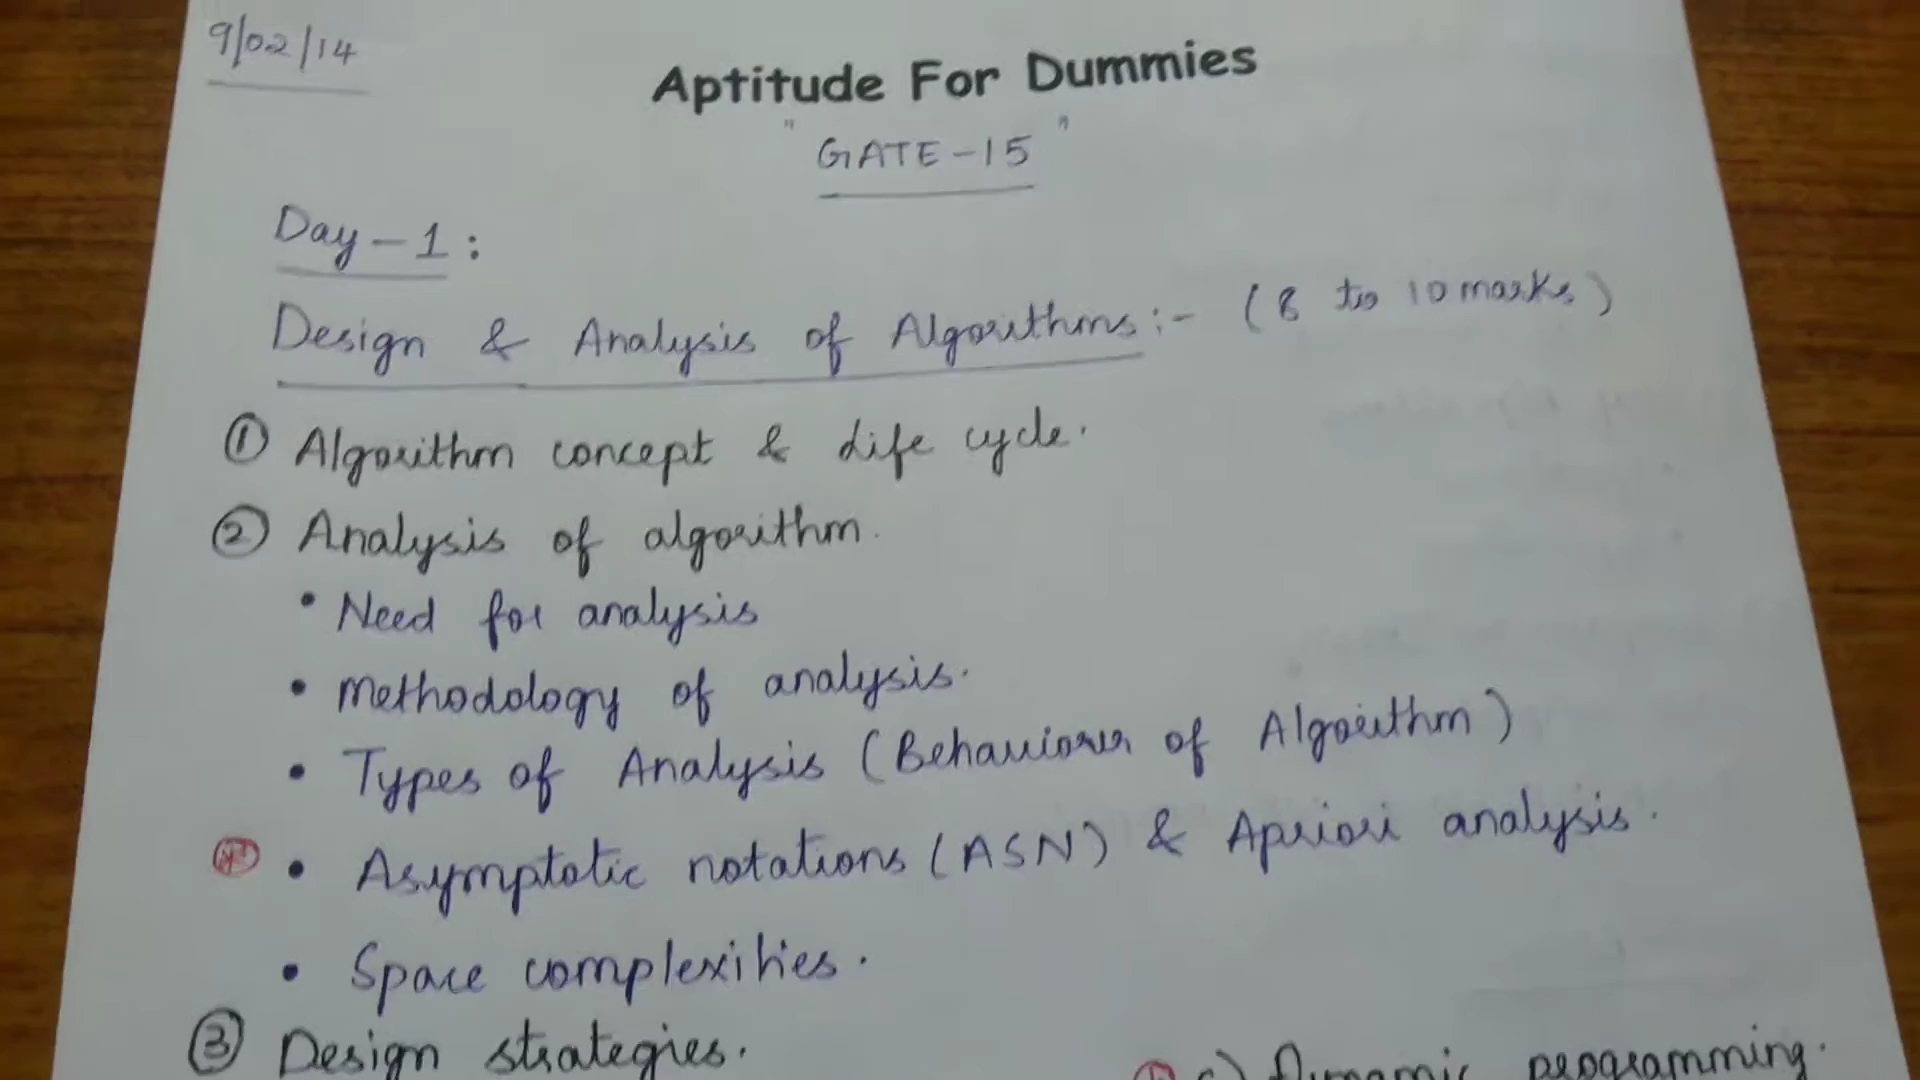 9/02/14
Aptitude For Dummies
"GATE-15"
Day-1:
Design & Analysis of Algorithms:- (8 to 10 marks)
① Algorithm concept & Life cycle.
② Analysis of algorithm.
• Need for analysis
• Methodology of analysis.
• Types of Analysis (Behaviour of Algorithm)
• Asymptotic notations (ASN) & Apriori analysis.
• Space complexities.
③ Design strategies.
c) Dynamic programming.